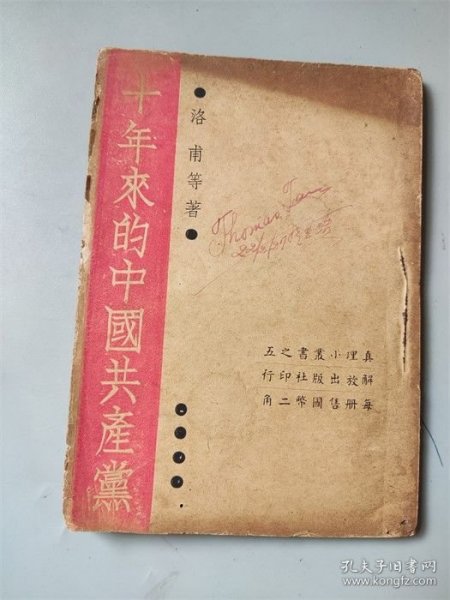 十年來的中國共產黨
洛甫等著
Thomas
真理小叢書之五
解放出版社印行
每冊售國幣二角
孔夫子旧书网
www.kongfz.com